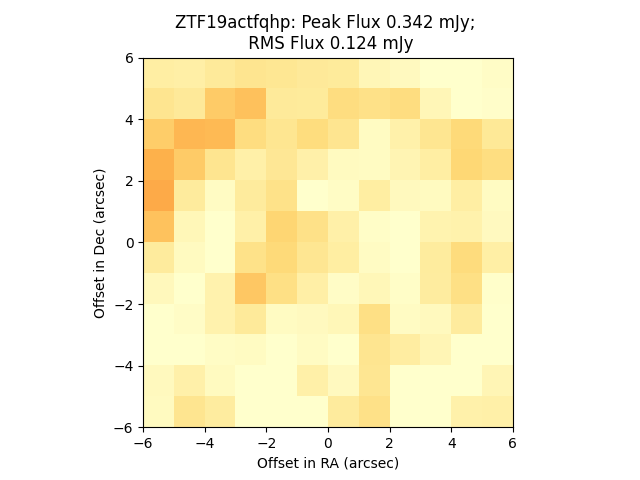 ZTF19actfqhp: Peak Flux 0.342 mJy;
RMS Flux 0.124 mJy
6
4
2
0
−2
−4
−6
Offset in Dec (arcsec)
−6 −4 −2 0 2 4 6
Offset in RA (arcsec)